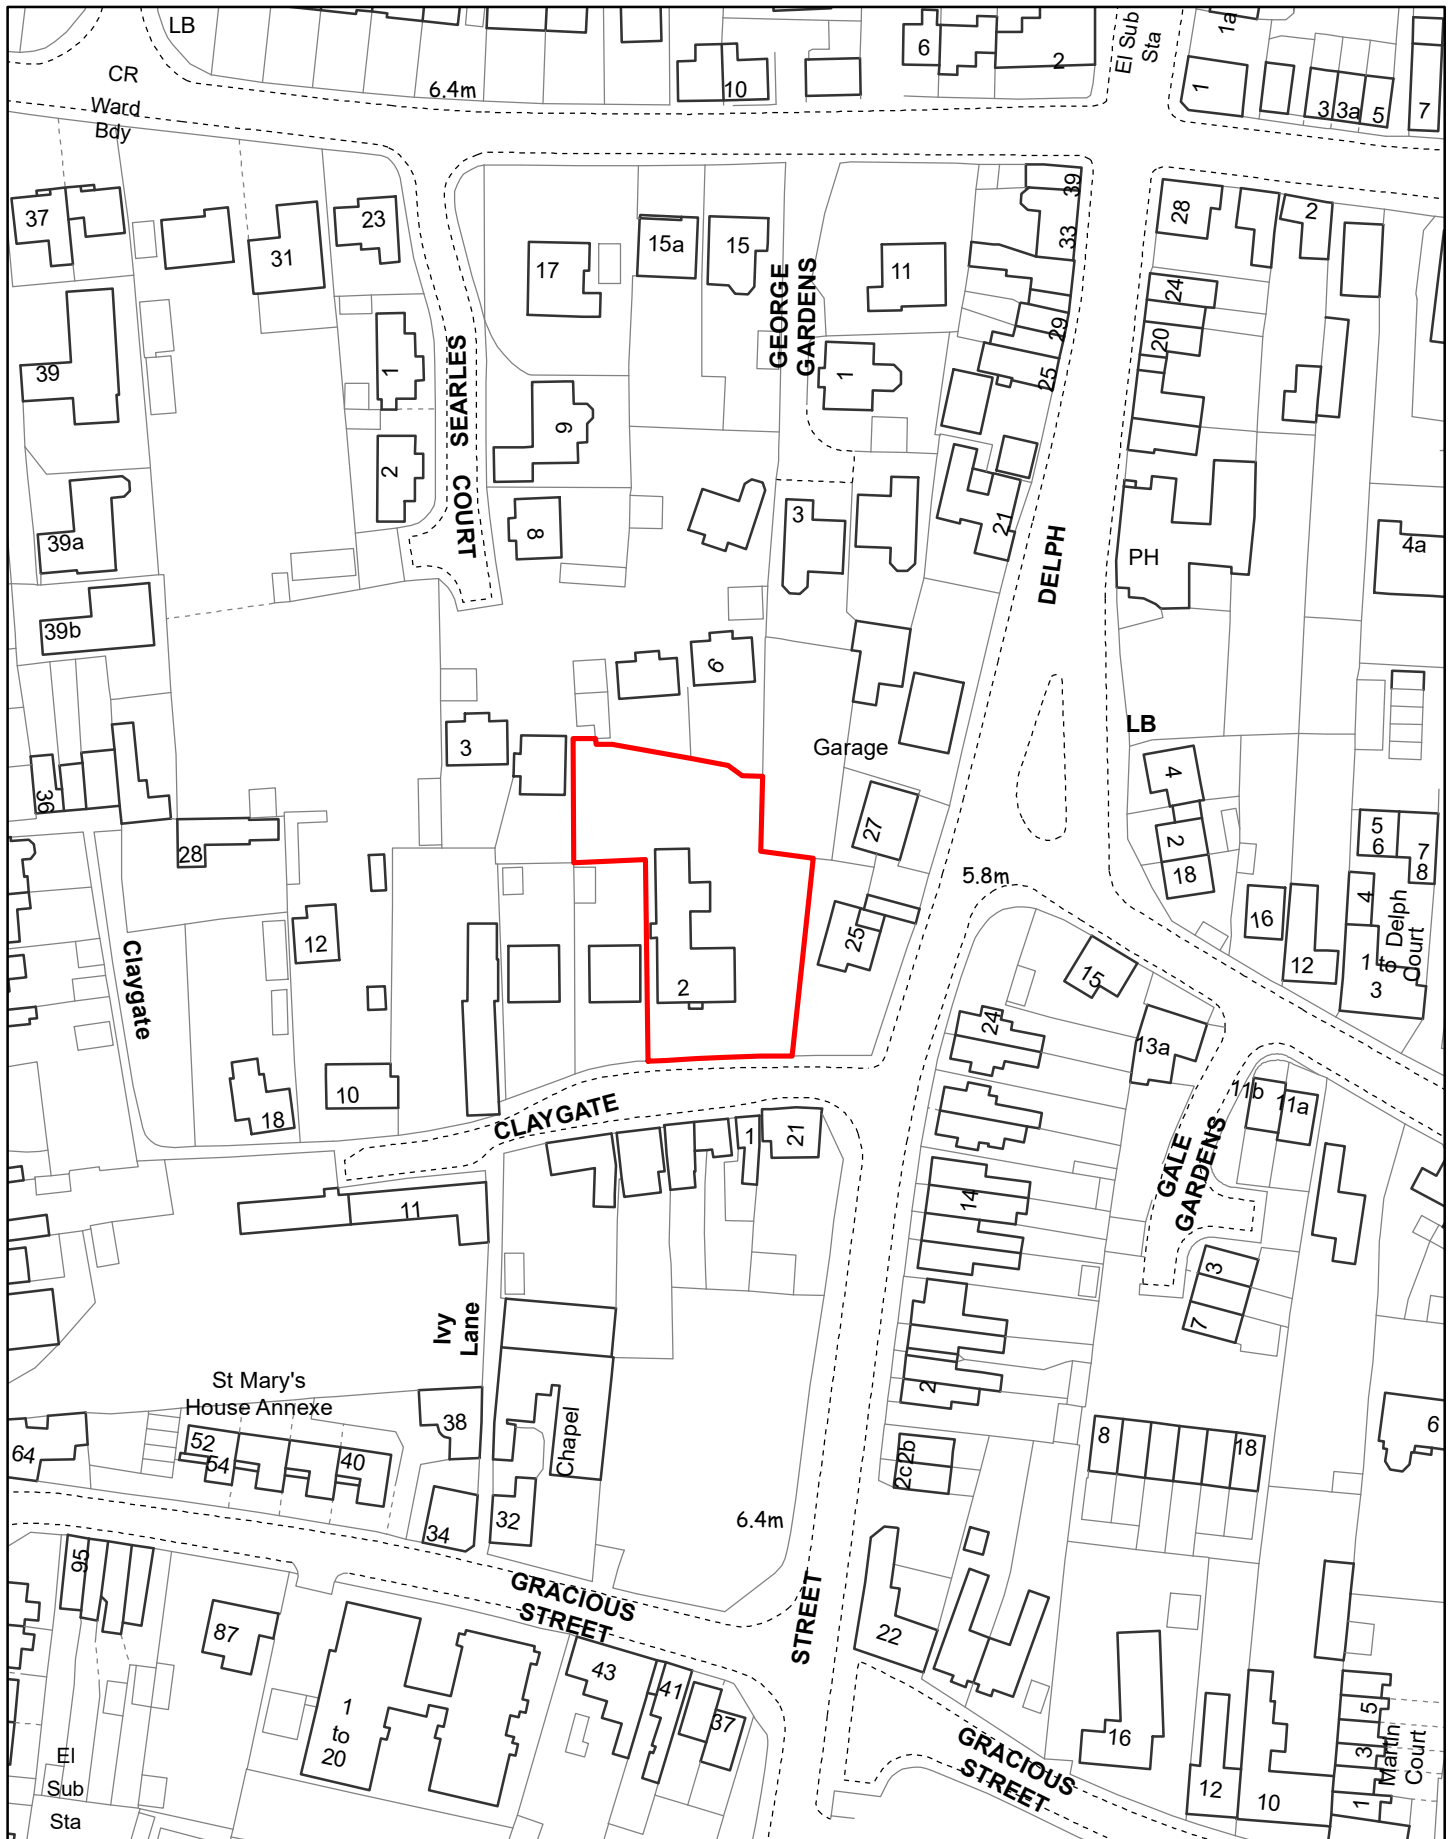 LB
CR
Ward
Bdy
6.4m
10
6
2
El Sub
Sta
1a
1
3
3a
5
7
37
31
23
17
15a
15
11
39
33
28
2
GEORGE
GARDENS
24
29
20
25
39
1
SEARLES
COURT
1
9
2
3
21
39a
8
DELPH
PH
4a
39b
6
3
Garage
LB
36
28
27
4
2
18
5
6
7
8
5.8m
12
2
25
16
12
4
1 to
3
Delph
Court
Claygate
15
24
13a
18
10
CLAYGATE
1
21
11b
11a
GALE
GARDENS
11
14
3
7
Ivy
Lane
St Mary's
House Annexe
2
38
Chapel
64
52
54
40
2b
2c
8
18
6
34
32
6.4m
95
GRACIOUS
STREET
STREET
87
22
43
41
37
1
to
20
16
GRACIOUS
STREET
El
Sub
Sta
12
10
5
3
1
Martin
Court